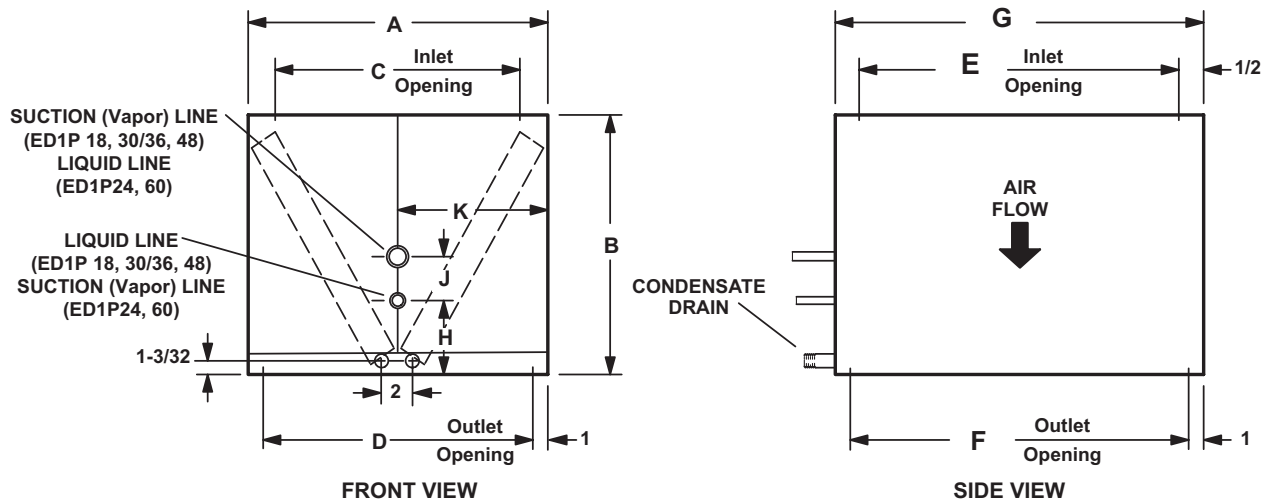 A
Inlet
C
Opening
SUCTION (Vapor) LINE
(ED1P 18, 30/36, 48)
LIQUID LINE
(ED1P24, 60)
K
B
J
LIQUID LINE
(ED1P 18, 30/36, 48)
SUCTION (Vapor) LINE
(ED1P24, 60)
H
1-3/32
2
Outlet
D
1
Opening
FRONT VIEW
G
Inlet
E
1/2
Opening
AIR
FLOW
CONDENSATE
DRAIN
Outlet
F
1
Opening
SIDE VIEW